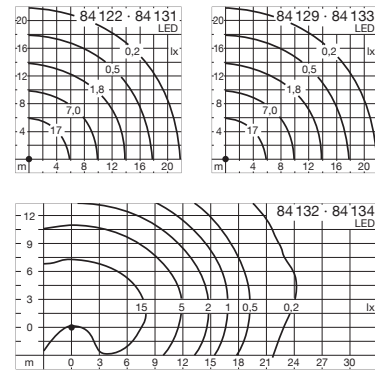 84 122 · 84 131
LED
lx
20
16
12
8
4
0,2
0,5
1,8
7,0
17
m 4 8 12 16 20
84 129 · 84 133
LED
lx
20
16
12
8
4
0,2
0,5
1,8
7,0
17
m 4 8 12 16 20
84 132 · 84 134
LED
12
9
6
3
0
15 5 2 1 0,5 0,2 lx
m 0 3 6 9 12 15 18 21 24 27 30